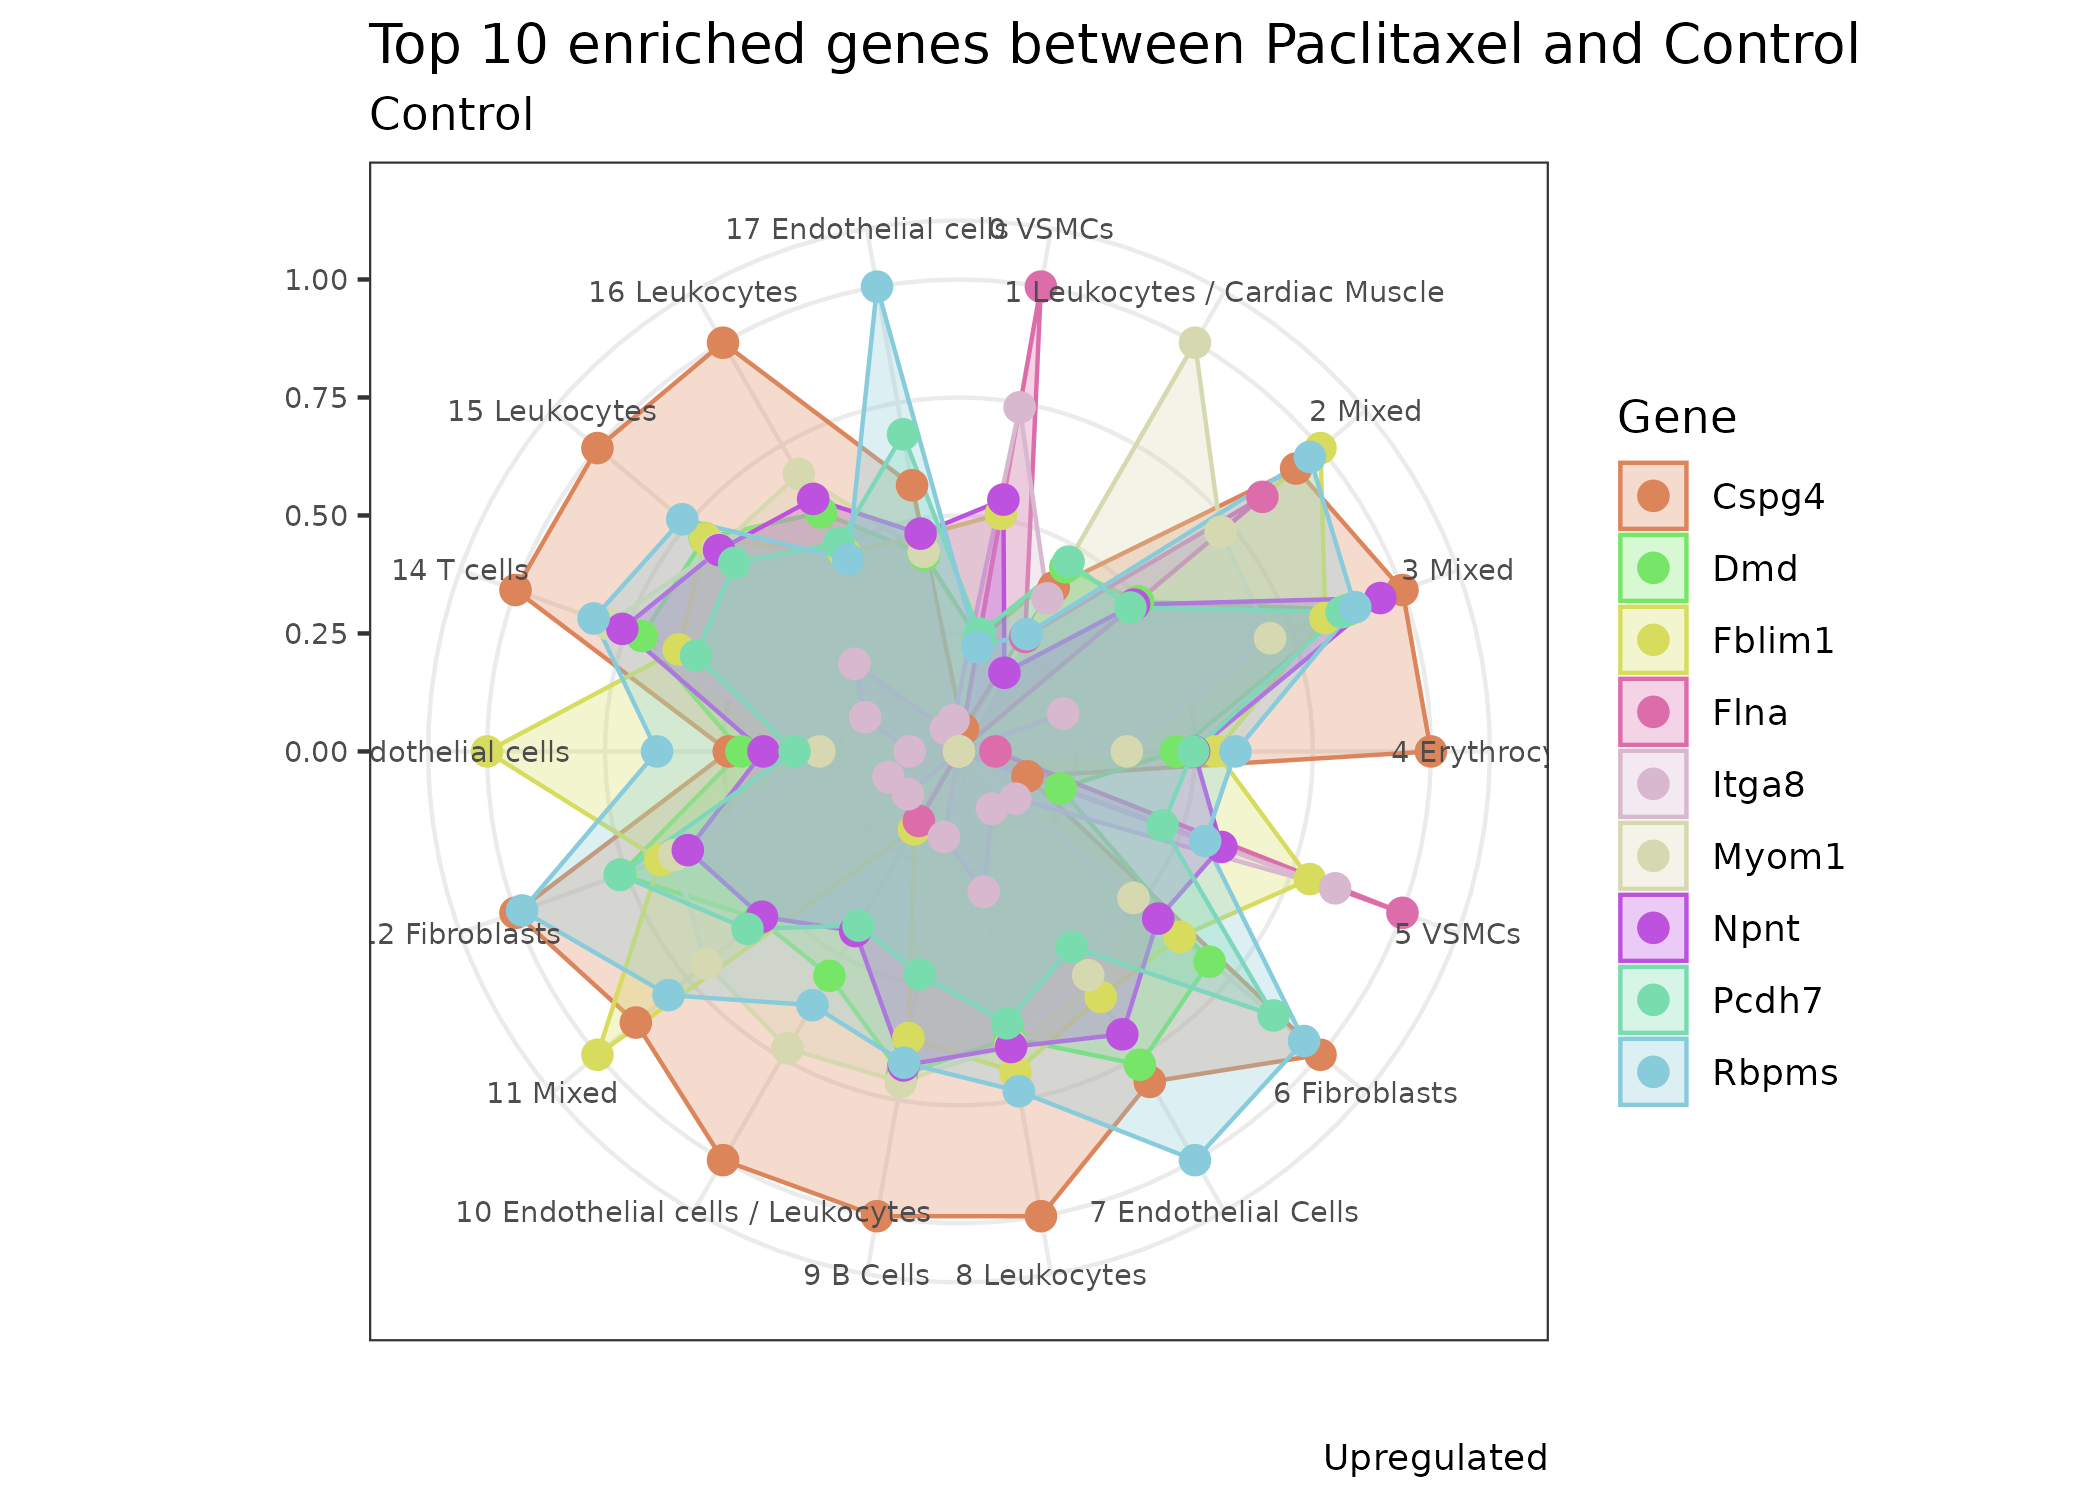 Top 10 enriched genes between Paclitaxel and Control
Control
17 Endothelial cells
0 VSMCs
16 Leukocytes
1 Leukocytes / Cardiac Muscle
1.00
15 Leukocytes
2 Mixed
0.75
0.50
14 T cells
3 Mixed
0.25
0.00
dothelial cells
4 Erythrocy
2 Fibroblasts
5 VSMCs
11 Mixed
6 Fibroblasts
10 Endothelial cells / Leukocytes
7 Endothelial Cells
9 B Cells
8 Leukocytes
Gene
Cspg4
Dmd
Fblim1
Flna
Itga8
Myom1
Npnt
Pcdh7
Rbpms
Upregulated